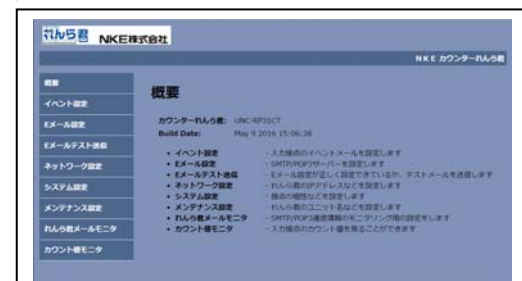 れんら君 NKE株式会社
NKE カウンターれんら君
概要
イベント設定
Eメール設定
Eメールテスト送信
ネットワーク設定
システム設定
メンテナンス設定
れんら君メールモニタ
カウント値モニタ
概要
カウンターれんら君: UNC-RP31CT
Build Date: May 9 2016 15:06:38
• イベント設定 - 入力接点のイベントメールを設定します
• Eメール設定 - SMTP/POP3サーバーを設定します
• Eメールテスト送信 - Eメール設定が正しく設定できているか、テストメールを送信します
• ネットワーク設定 - れんら君のIPアドレスなどを設定します
• システム設定 - 接点の極性などを設定します
• メンテナンス設定 - れんら君のユニット名などを設定します
• れんら君メールモニタ - SMTP/POP3通信情報のモニタリング用の設定をします
• カウント値モニタ - 入力接点のカウント値を見ることができます